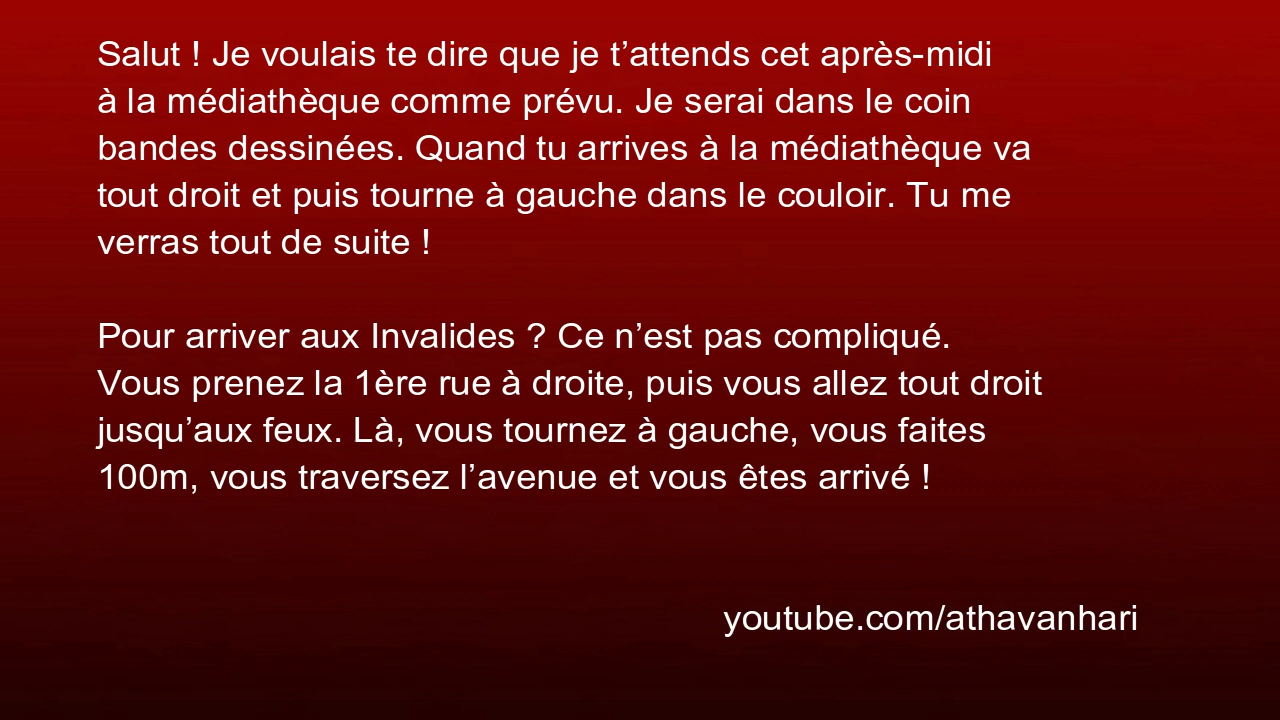 Salut ! Je voulais te dire que je t’attends cet après-midi
à la médiathèque comme prévu. Je serai dans le coin
bandes dessinées. Quand tu arrives à la médiathèque va
tout droit et puis tourne à gauche dans le couloir. Tu me
verras tout de suite !
Pour arriver aux Invalides ? Ce n’est pas compliqué.
Vous prenez la 1ère rue à droite, puis vous allez tout droit
jusqu’aux feux. Là, vous tournez à gauche, vous faites
100m, vous traversez l’avenue et vous êtes arrivé !
youtube.com/athavanhari